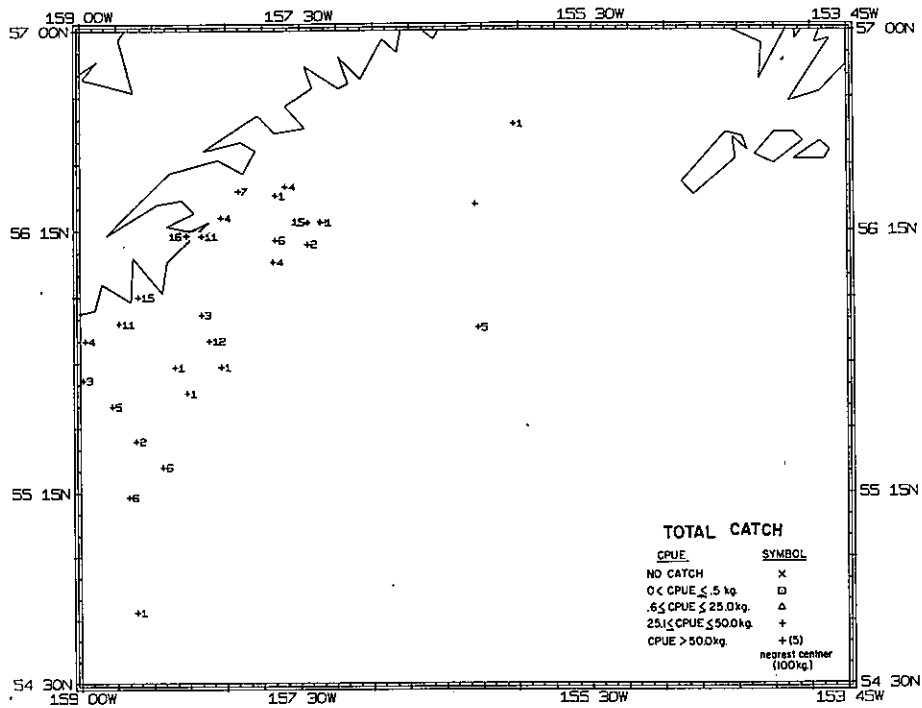 159 00W 157 30W 155 30W 153 45W
57 00N 57 00N
+1
+7 +4
+1
+4 15+ +1
56 15N 56 15N
16+ +11 +6 +2
+4
+15
+11 +3 +5
+4 +12
+1 +1
+3 +1
+5
+2
+6
55 15N +6 55 15N
TOTAL CATCH
CPUE SYMBOL
NO CATCH ×
0< CPUE ≤ .5 kg. □
.6≤ CPUE ≤ 25.0kg. △
25.1≤ CPUE ≤ 50.0kg. +
CPUE > 50.0kg. + (5)
nearest centner
(100kg.)
+1
54 30N 54 30N
159 00W 157 30W 155 30W 153 45W